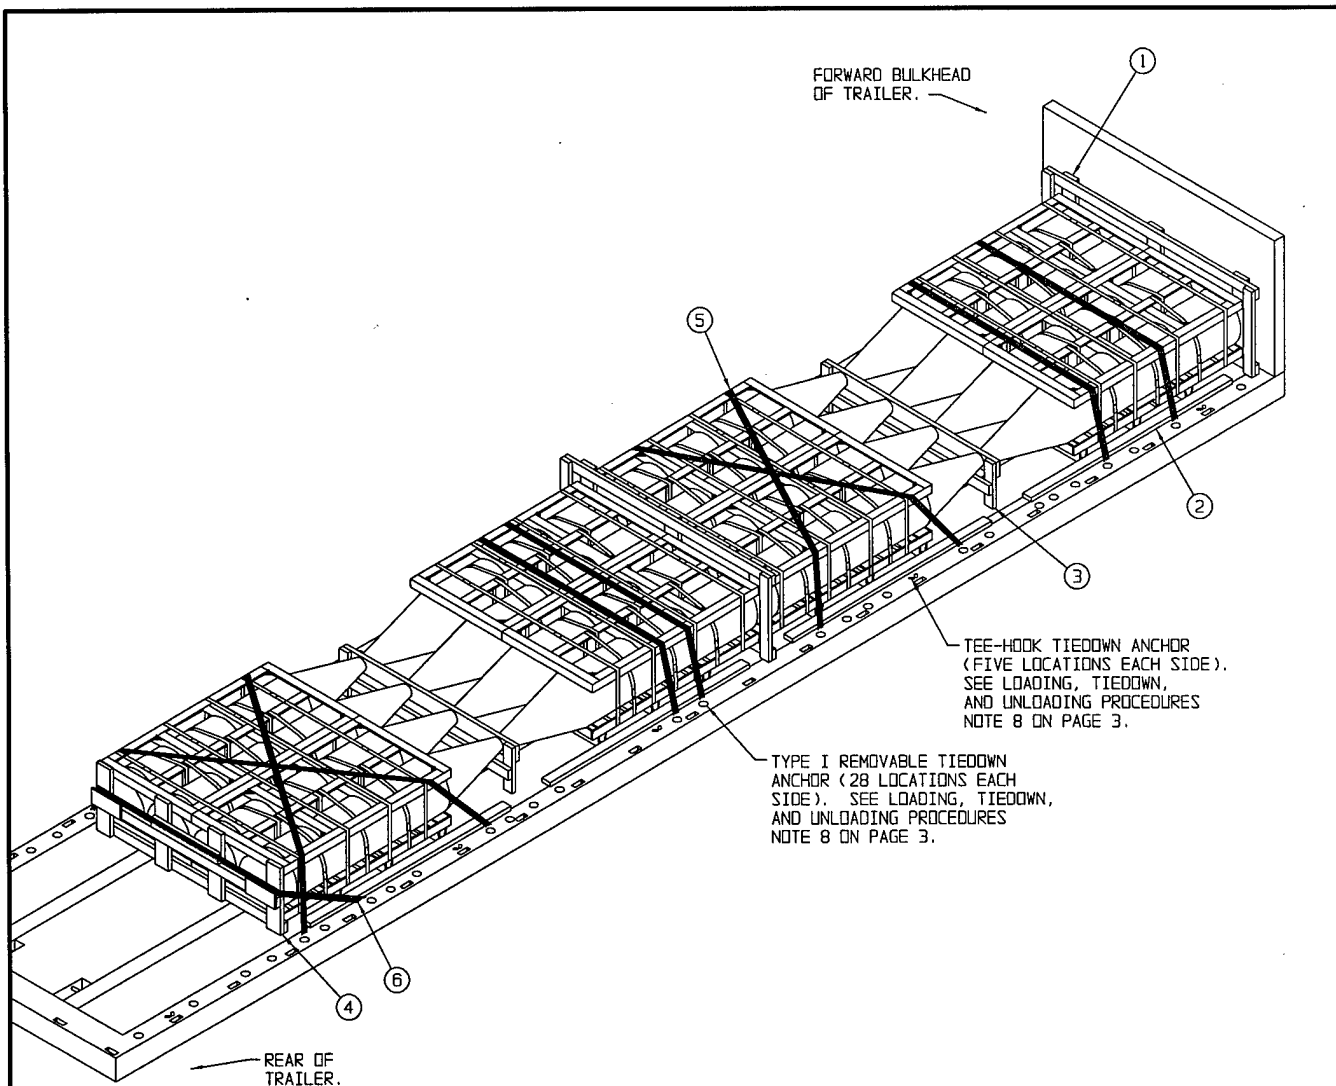 FORWARD BULKHEAD
OF TRAILER.
1
5
2
3
TEE-HOOK TIEDOWN ANCHOR
(FIVE LOCATIONS EACH SIDE).
SEE LOADING, TIEDOWN,
AND UNLOADING PROCEDURES
NOTE 8 ON PAGE 3.
TYPE I REMOVABLE TIEDOWN
ANCHOR (28 LOCATIONS EACH
SIDE). SEE LOADING, TIEDOWN,
AND UNLOADING PROCEDURES
NOTE 8 ON PAGE 3.
6
4
REAR OF
TRAILER.